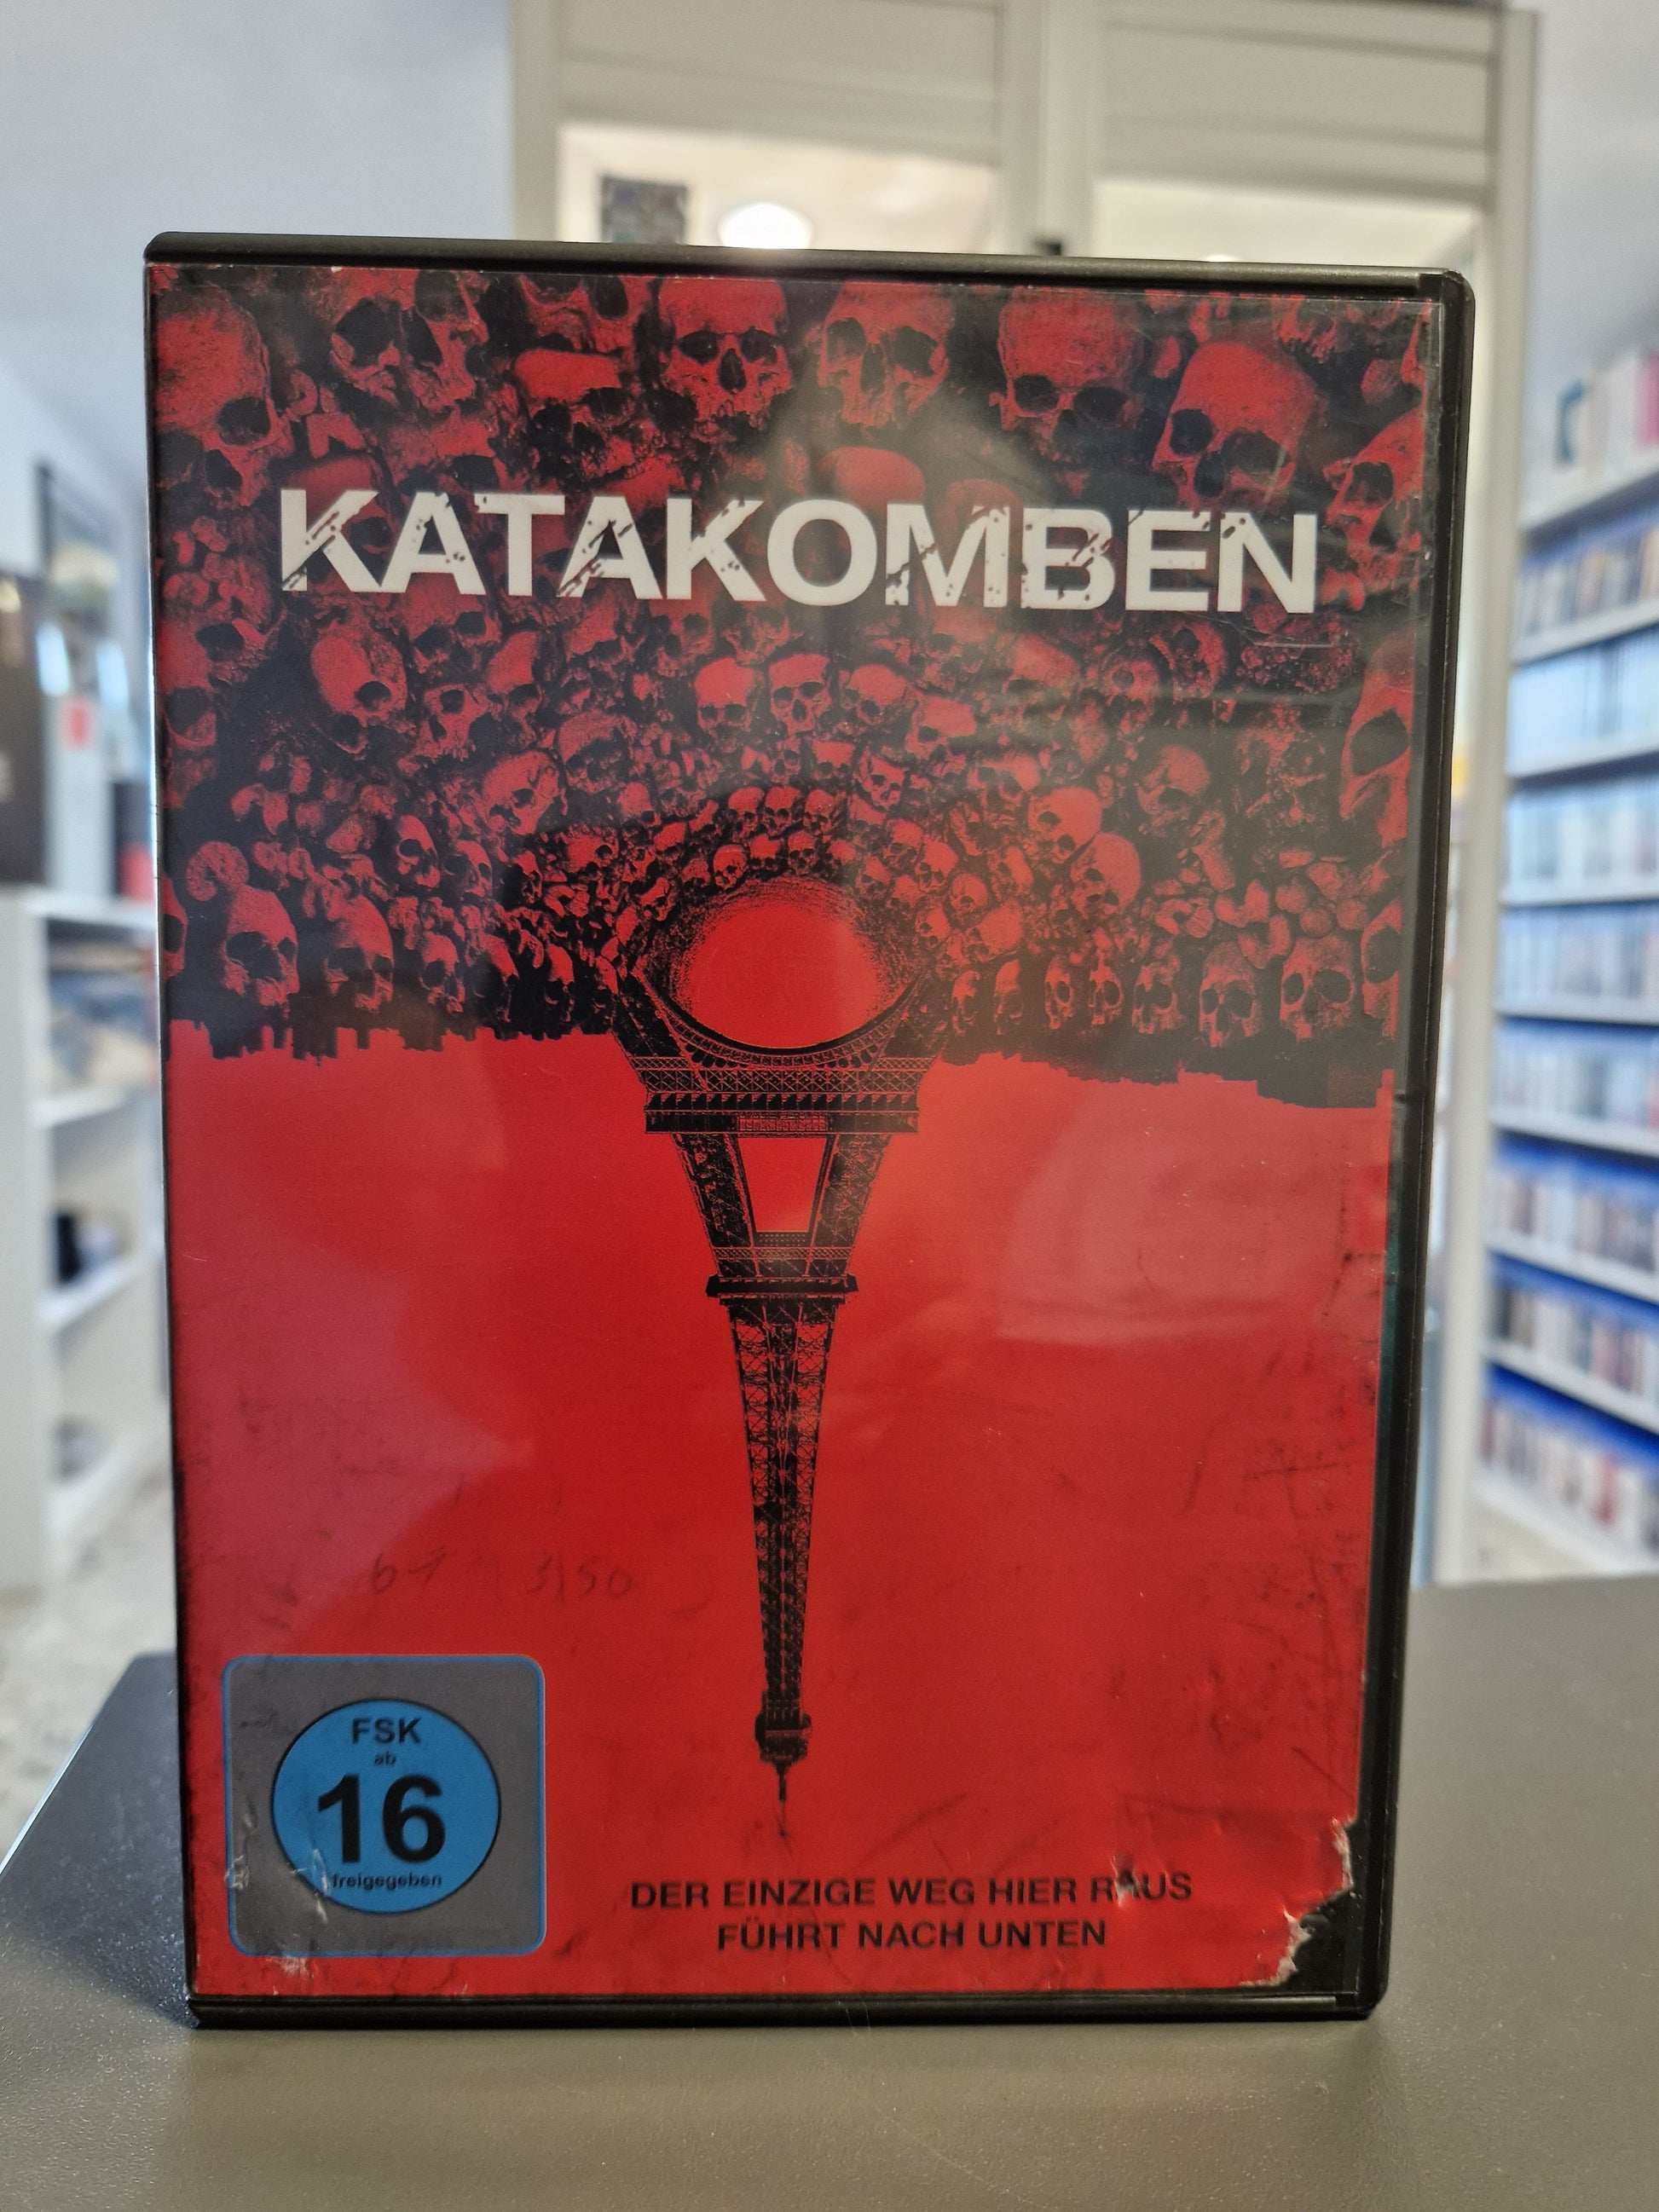 KATAKOMBEN
FSK
ab
16
freigegeben
DER EINZIGE WEG HIER RAUS
FÜHRT NACH UNTEN